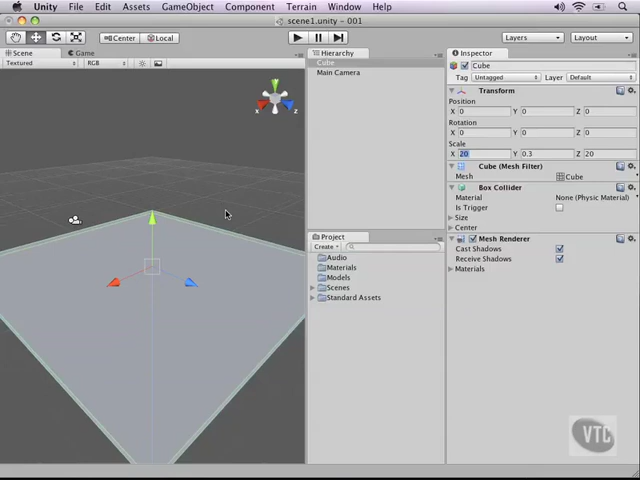 Unity File Edit Assets GameObject Component Terrain Window Help
scene1.unity – 001
Center Local Layers Layout
Scene Game Hierarchy Inspector
Textured RGB
Cube
Main Camera
Cube
Tag Untagged Layer Default
Transform
Position
X 0 Y 0 Z 0
Rotation
X 0 Y 0 Z 0
Scale
X 20 Y 0.3 Z 20
Cube (Mesh Filter)
Mesh Cube
Box Collider
Material None (Physic Material)
Is Trigger
Size
Center
Mesh Renderer
Cast Shadows
Receive Shadows
Materials
Y
X Z
Project
Create
Audio
Materials
Models
Scenes
Standard Assets
VTC